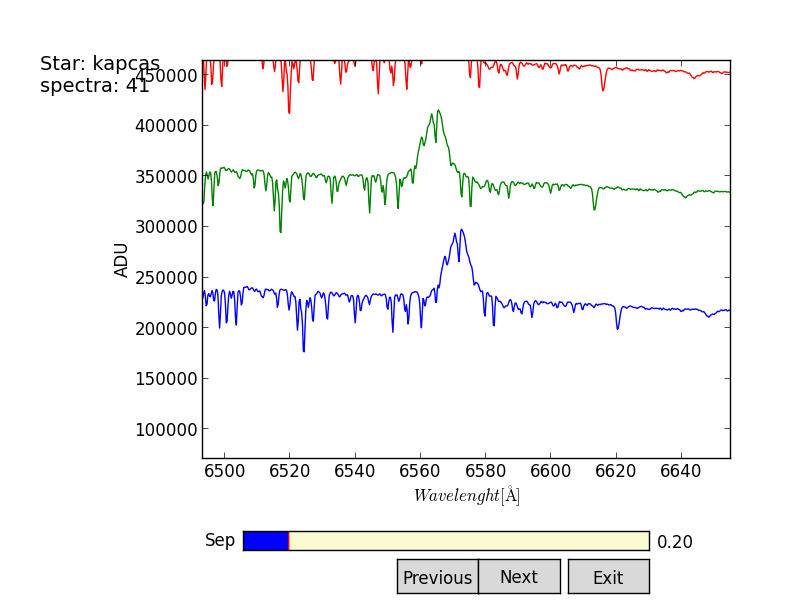 Star: kapcas
spectra: 41
450000
400000
350000
300000
250000
200000
150000
100000
ADU
6500 6520 6540 6560 6580 6600 6620 6640
Wavelenght[Å]
Sep 0.20
Previous Next Exit